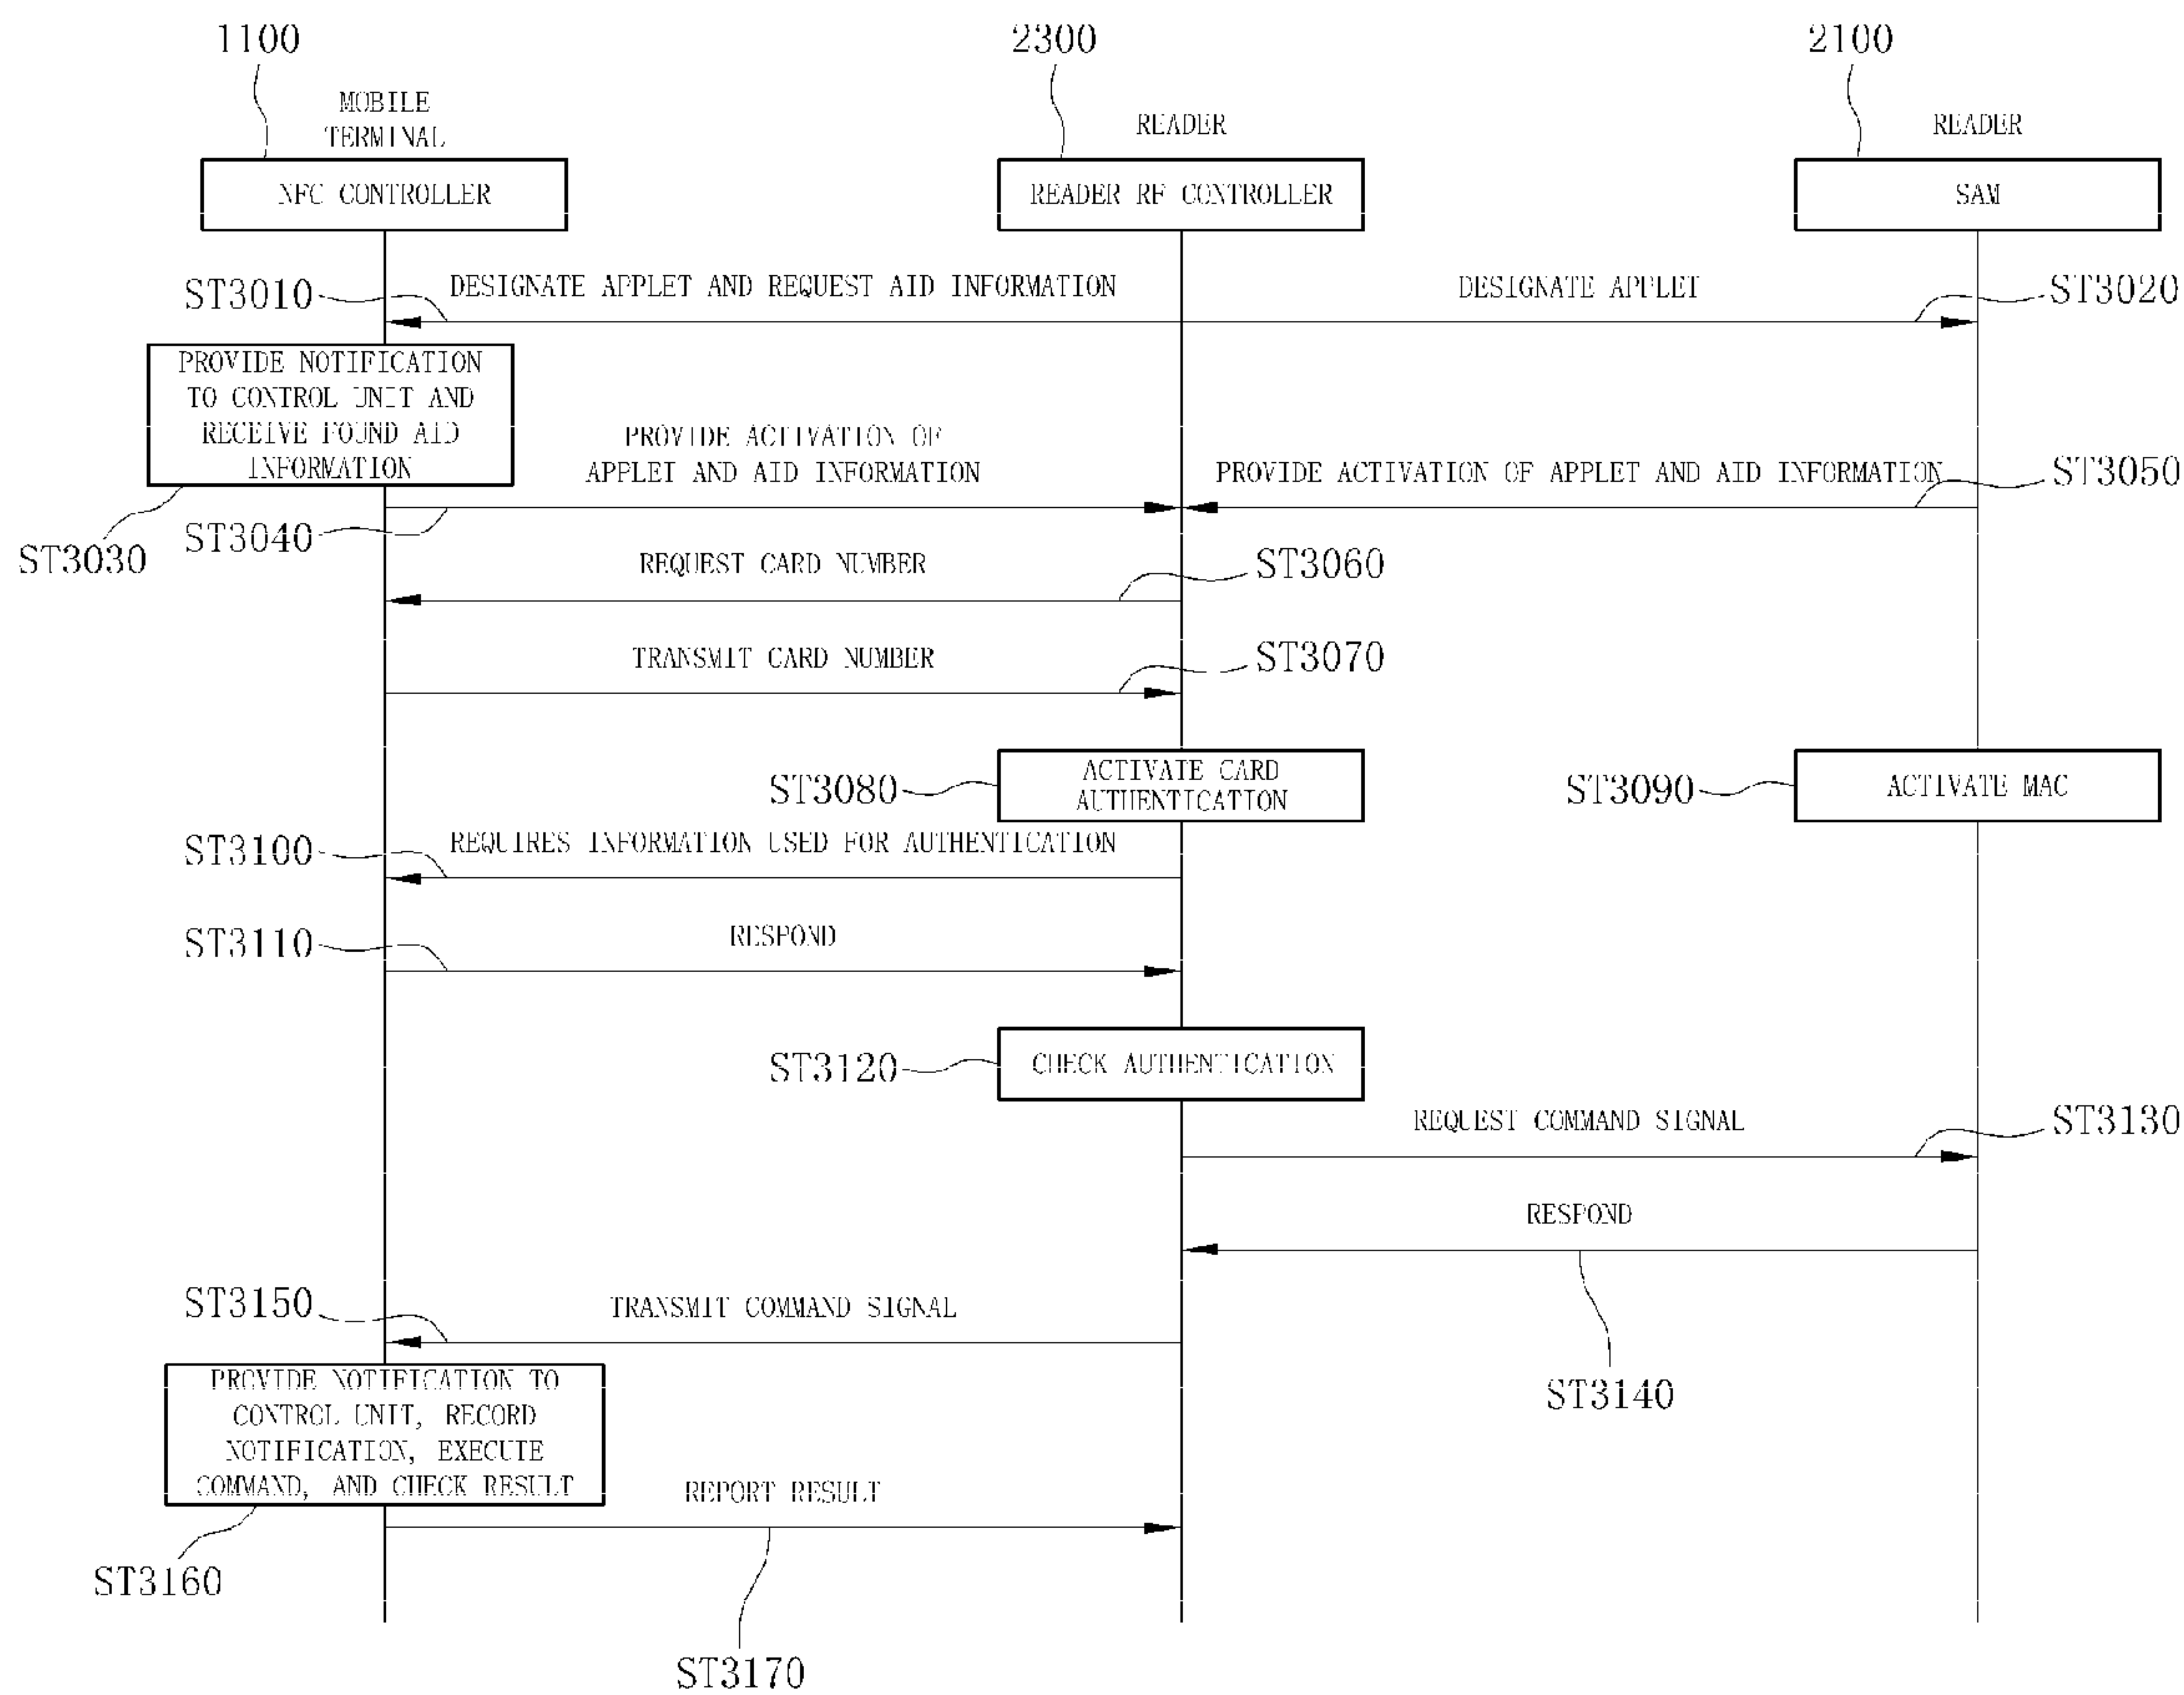 1100
2300
2100
MOBILE
TERMINAL
READER
READER
NFC CONTROLLER
READER RF CONTROLLER
SAM
ST3010
DESIGNATE APPLET AND REQUEST AID INFORMATION
DESIGNATE APPLET
ST3020
PROVIDE NOTIFICATION
TO CONTROL UNIT AND
RECEIVE FOUND AID
INFORMATION
ST3030
PROVIDE ACTIVATION OF
APPLET AND AID INFORMATION
ST3040
PROVIDE ACTIVATION OF APPLET AND AID INFORMATION
ST3050
REQUEST CARD NUMBER
ST3060
TRANSMIT CARD NUMBER
ST3070
ST3080
ACTIVATE CARD
AUTHENTICATION
ST3090
ACTIVATE MAC
ST3100
REQUIRES INFORMATION USED FOR AUTHENTICATION
ST3110
RESPOND
ST3120
CHECK AUTHENTICATION
REQUEST COMMAND SIGNAL
ST3130
RESPOND
ST3140
ST3150
TRANSMIT COMMAND SIGNAL
PROVIDE NOTIFICATION TO
CONTROL UNIT, RECORD
NOTIFICATION, EXECUTE
COMMAND, AND CHECK RESULT
ST3160
REPORT RESULT
ST3170